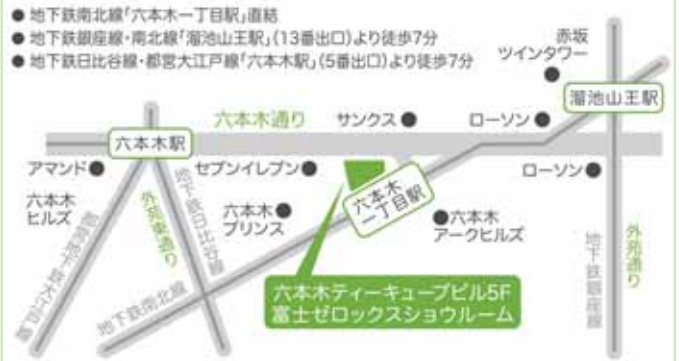 ● 地下鉄南北線「六本木一丁目駅」直結
● 地下鉄銀座線・南北線「溜池山王駅」(13番出口)より徒歩7分
● 地下鉄日比谷線・都営大江戸線「六本木駅」(5番出口)より徒歩7分
赤坂
ツインタワー
溜池山王駅
六本木通り
サンクス
ローソン
六本木駅
アマンド
セブンイレブン
ローソン
六本木
ヒルズ
外苑東通り
地下鉄日比谷線
六本木
プリンス
六本木
一丁目駅
六本木
アークヒルズ
地下鉄銀座線
外苑通り
地下鉄南北線
六本木ティーキューブビル5F
富士ゼロックスショウルーム